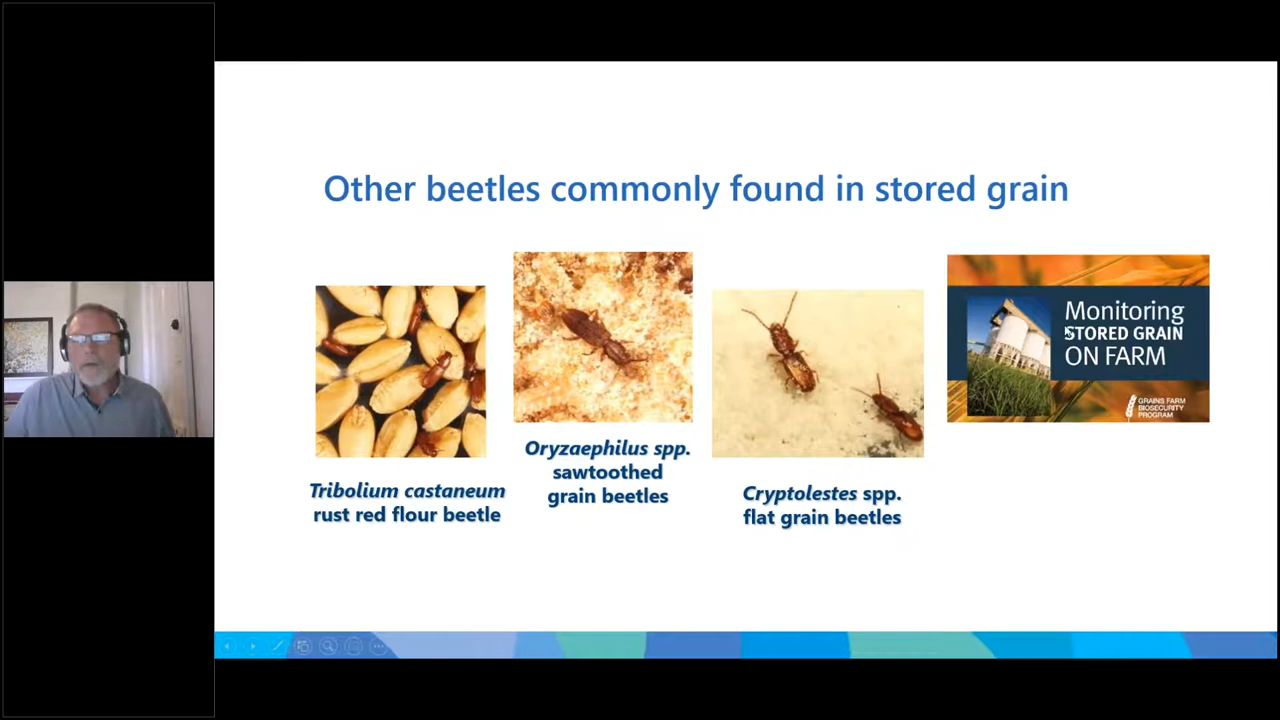 Other beetles commonly found in stored grain
Tribolium castaneum
rust red flour beetle
Oryzaephilus spp.
sawtoothed
grain beetles
Cryptolestes spp.
flat grain beetles
Monitoring
STORED GRAIN
ON FARM
GRAINS FARM
BIOSECURITY
PROGRAM